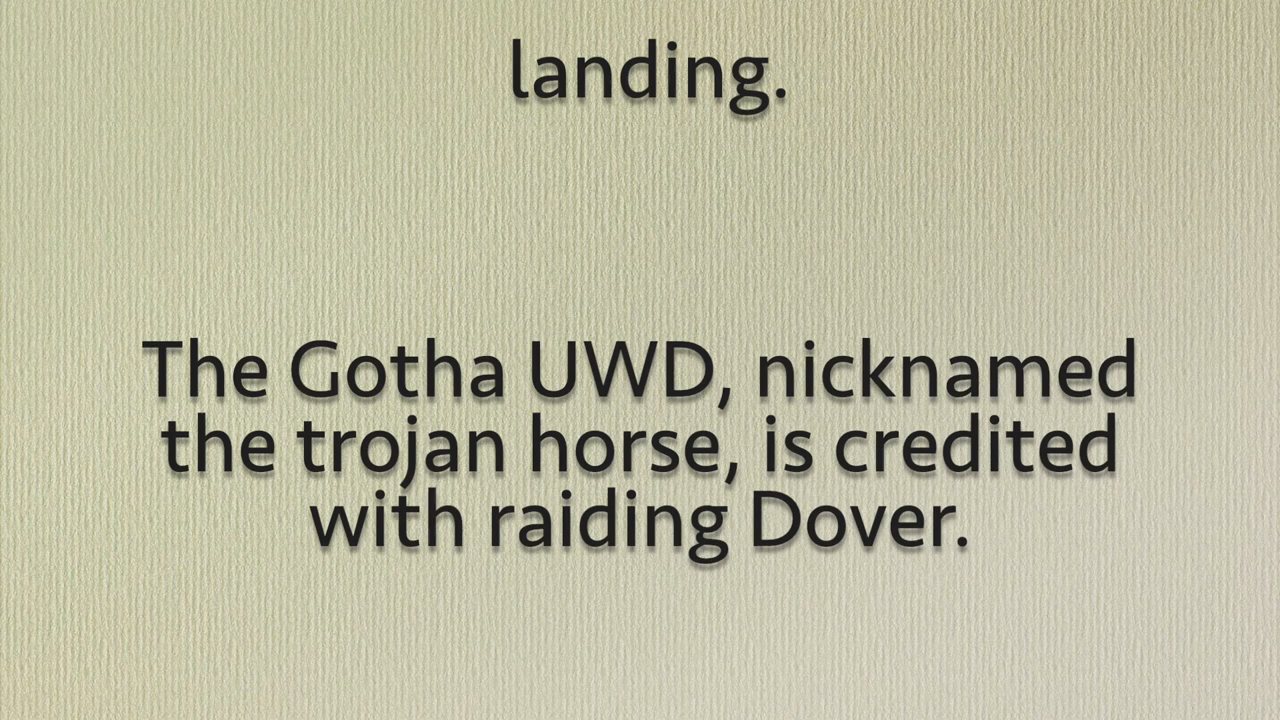 landing.
The Gotha UWD, nicknamed
the trojan horse, is credited
with raiding Dover.